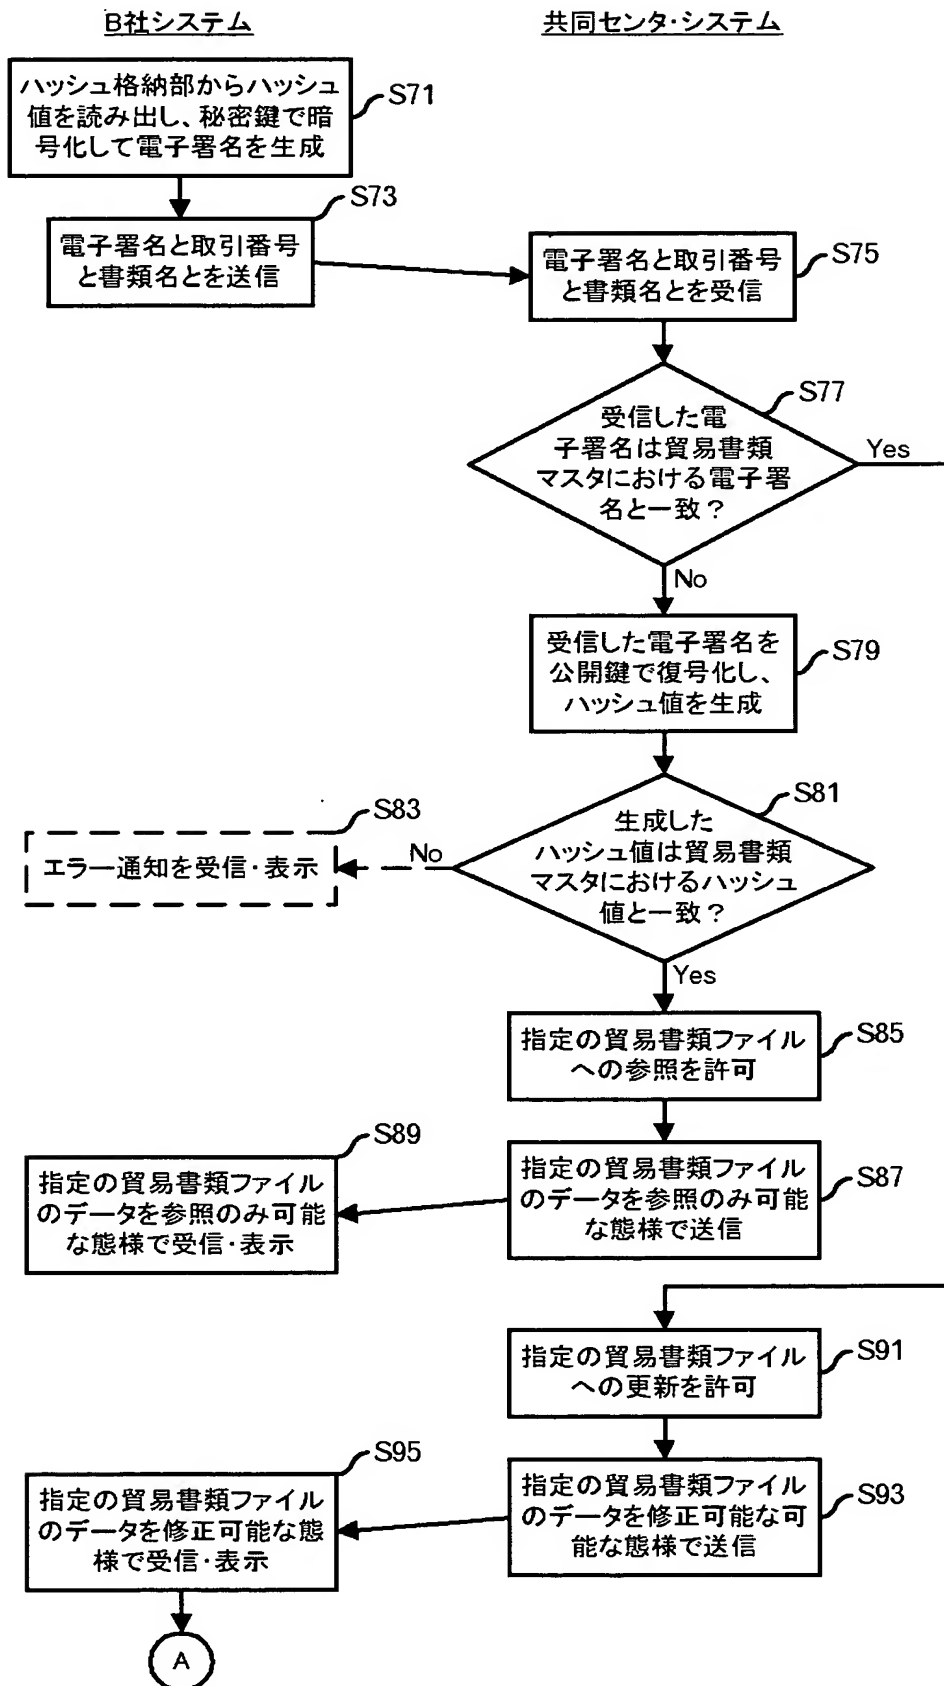 B社システム
共同センタ・システム
ハッシュ格納部からハッシュ
値を読み出し、秘密鍵で暗
号化して電子署名を生成
S71
S73
電子署名と取引番号
と書類名とを送信
電子署名と取引番号
と書類名とを受信
S75
S77
受信した電
子署名は貿易書類
マスタにおける電子署
名と一致?
Yes
No
受信した電子署名を
公開鍵で復号化し、
ハッシュ値を生成
S79
S81
生成した
ハッシュ値は貿易書類
マスタにおけるハッシュ
値と一致?
No
S83
エラー通知を受信・表示
Yes
指定の貿易書類ファイル
への参照を許可
S85
指定の貿易書類ファイル
のデータを参照のみ可能
な態様で送信
S87
S89
指定の貿易書類ファイル
のデータを参照のみ可能
な態様で受信・表示
指定の貿易書類ファイル
への更新を許可
S91
指定の貿易書類ファイル
のデータを修正可能な可
能な態様で送信
S93
S95
指定の貿易書類ファイル
のデータを修正可能な態
様で受信・表示
A